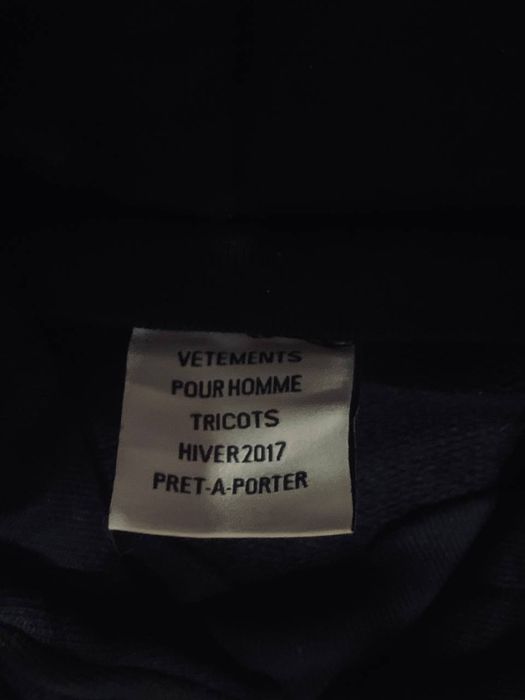 VETEMENTS
POUR HOMME
TRICOTS
HIVER 2017
PRET-A-PORTER